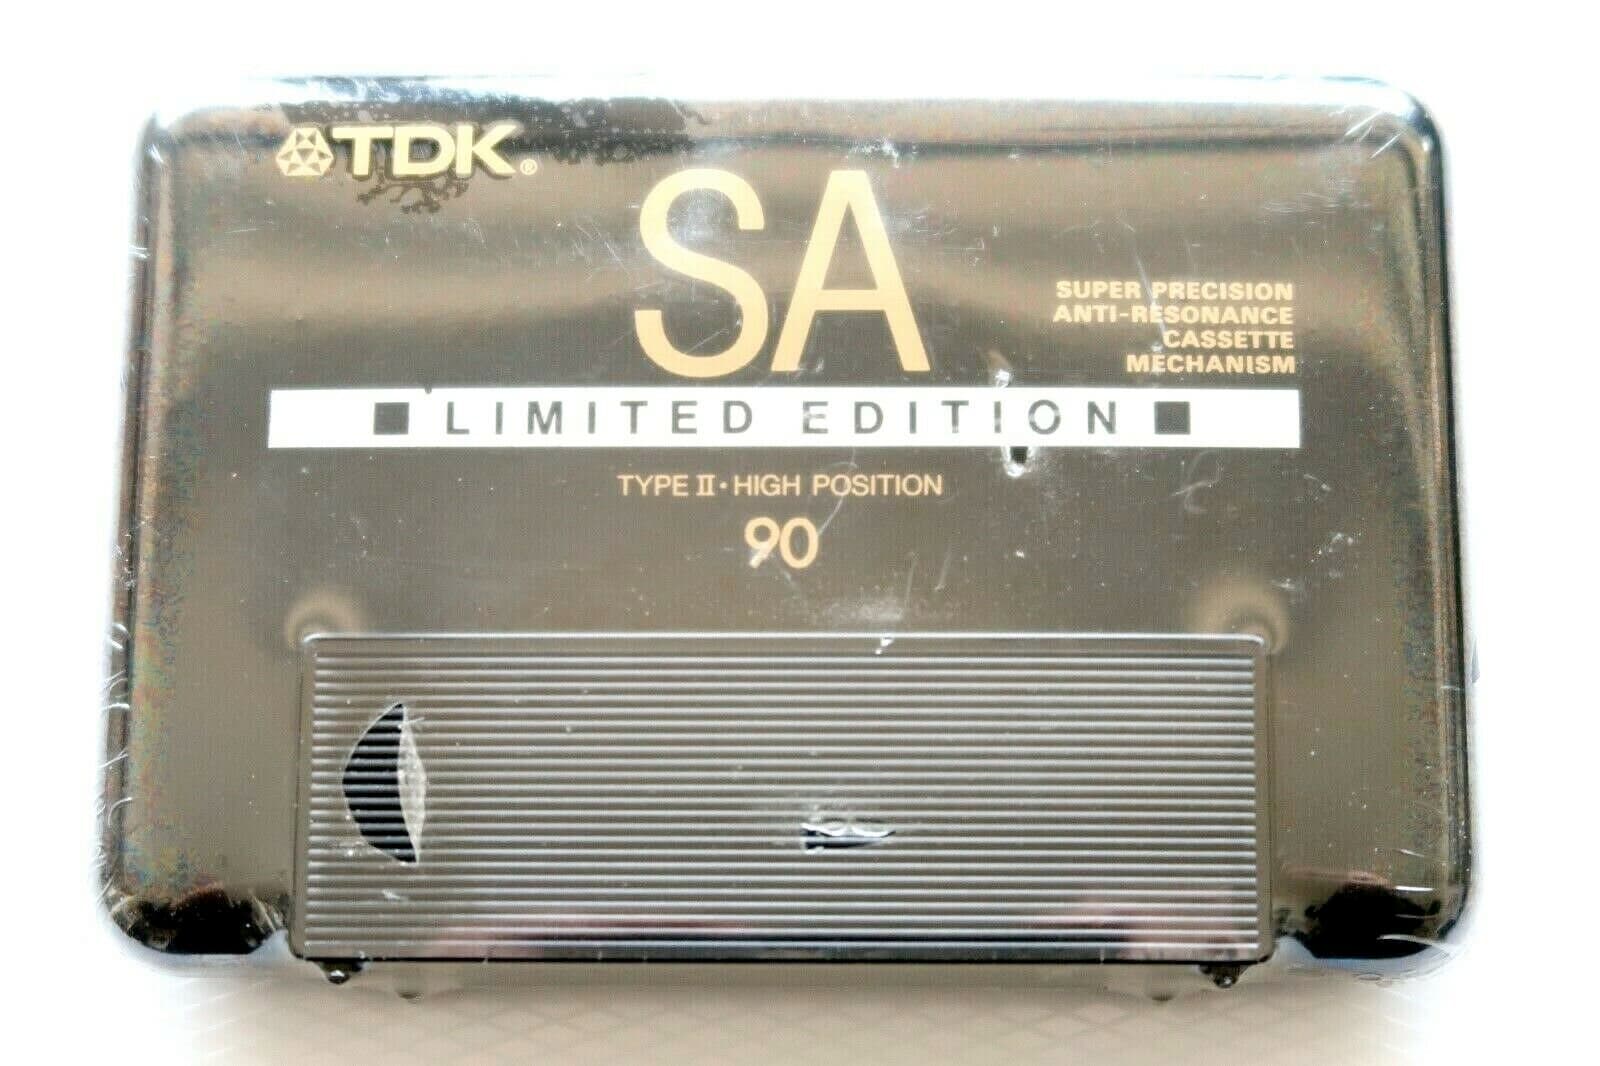 TDK®
SA
SUPER PRECISION
ANTI-RESONANCE
CASSETTE
MECHANISM
■ LIMITED EDITION ■
TYPE II • HIGH POSITION
90